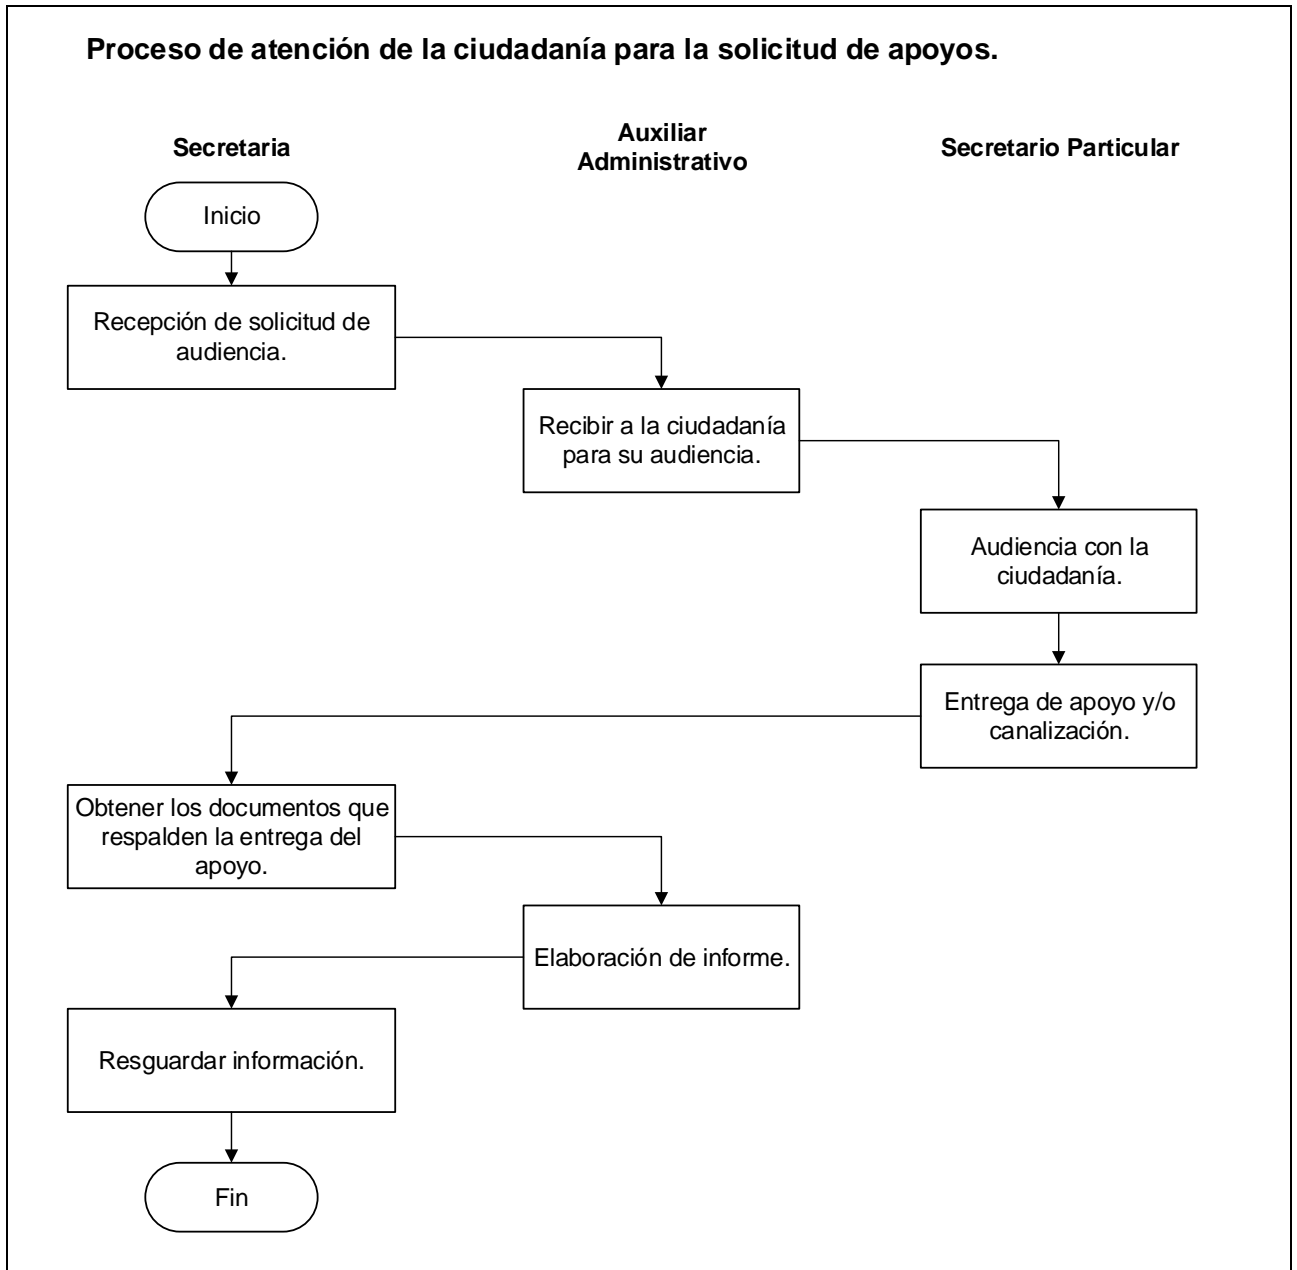 Proceso de atención de la ciudadanía para la solicitud de apoyos.
Secretaria
Auxiliar
Administrativo
Secretario Particular
Inicio
Recepción de solicitud de
audiencia.
Recibir a la ciudadanía
para su audiencia.
Audiencia con la
ciudadanía.
Entrega de apoyo y/o
canalización.
Obtener los documentos que
respalden la entrega del
apoyo.
Elaboración de informe.
Resguardar información.
Fin